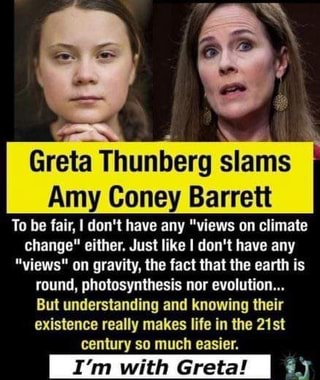 Greta Thunberg slams
Amy Coney Barrett
To be fair, I don't have any "views on climate
change" either. Just like I don't have any
"views" on gravity, the fact that the earth is
round, photosynthesis nor evolution...
But understanding and knowing their
existence really makes life in the 21st
century so much easier.
I'm with Greta!